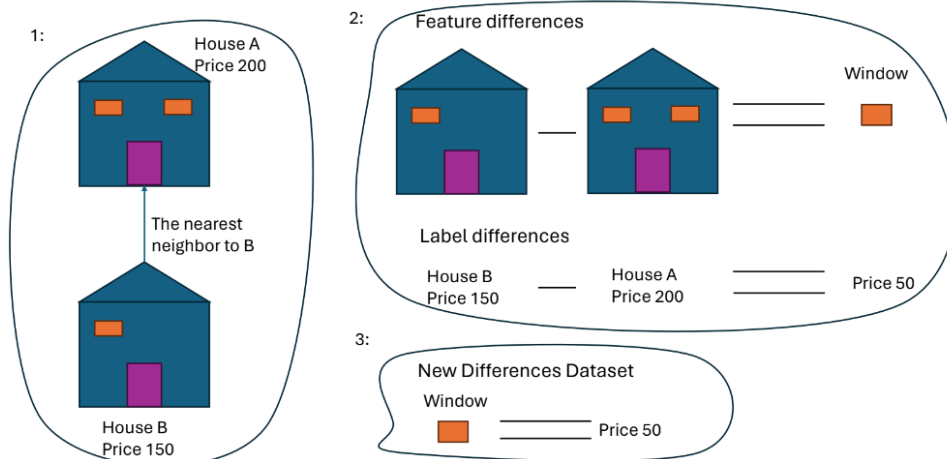 1:
House A
Price 200
The nearest
neighbor to B
House B
Price 150
2:
Feature differences
Window
Label differences
House B
Price 150
House A
Price 200
Price 50
3:
New Differences Dataset
Window
Price 50